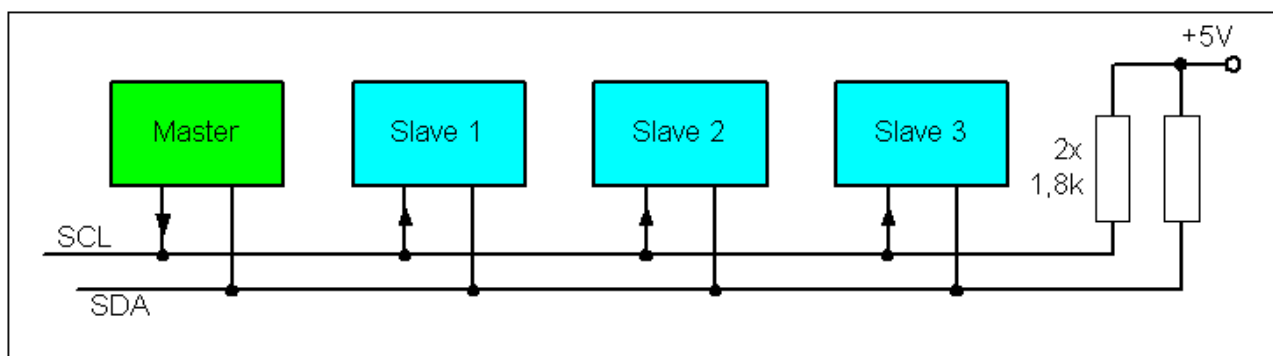 +5V
Master
Slave 1
Slave 2
Slave 3
2x
1,8k
SCL
SDA